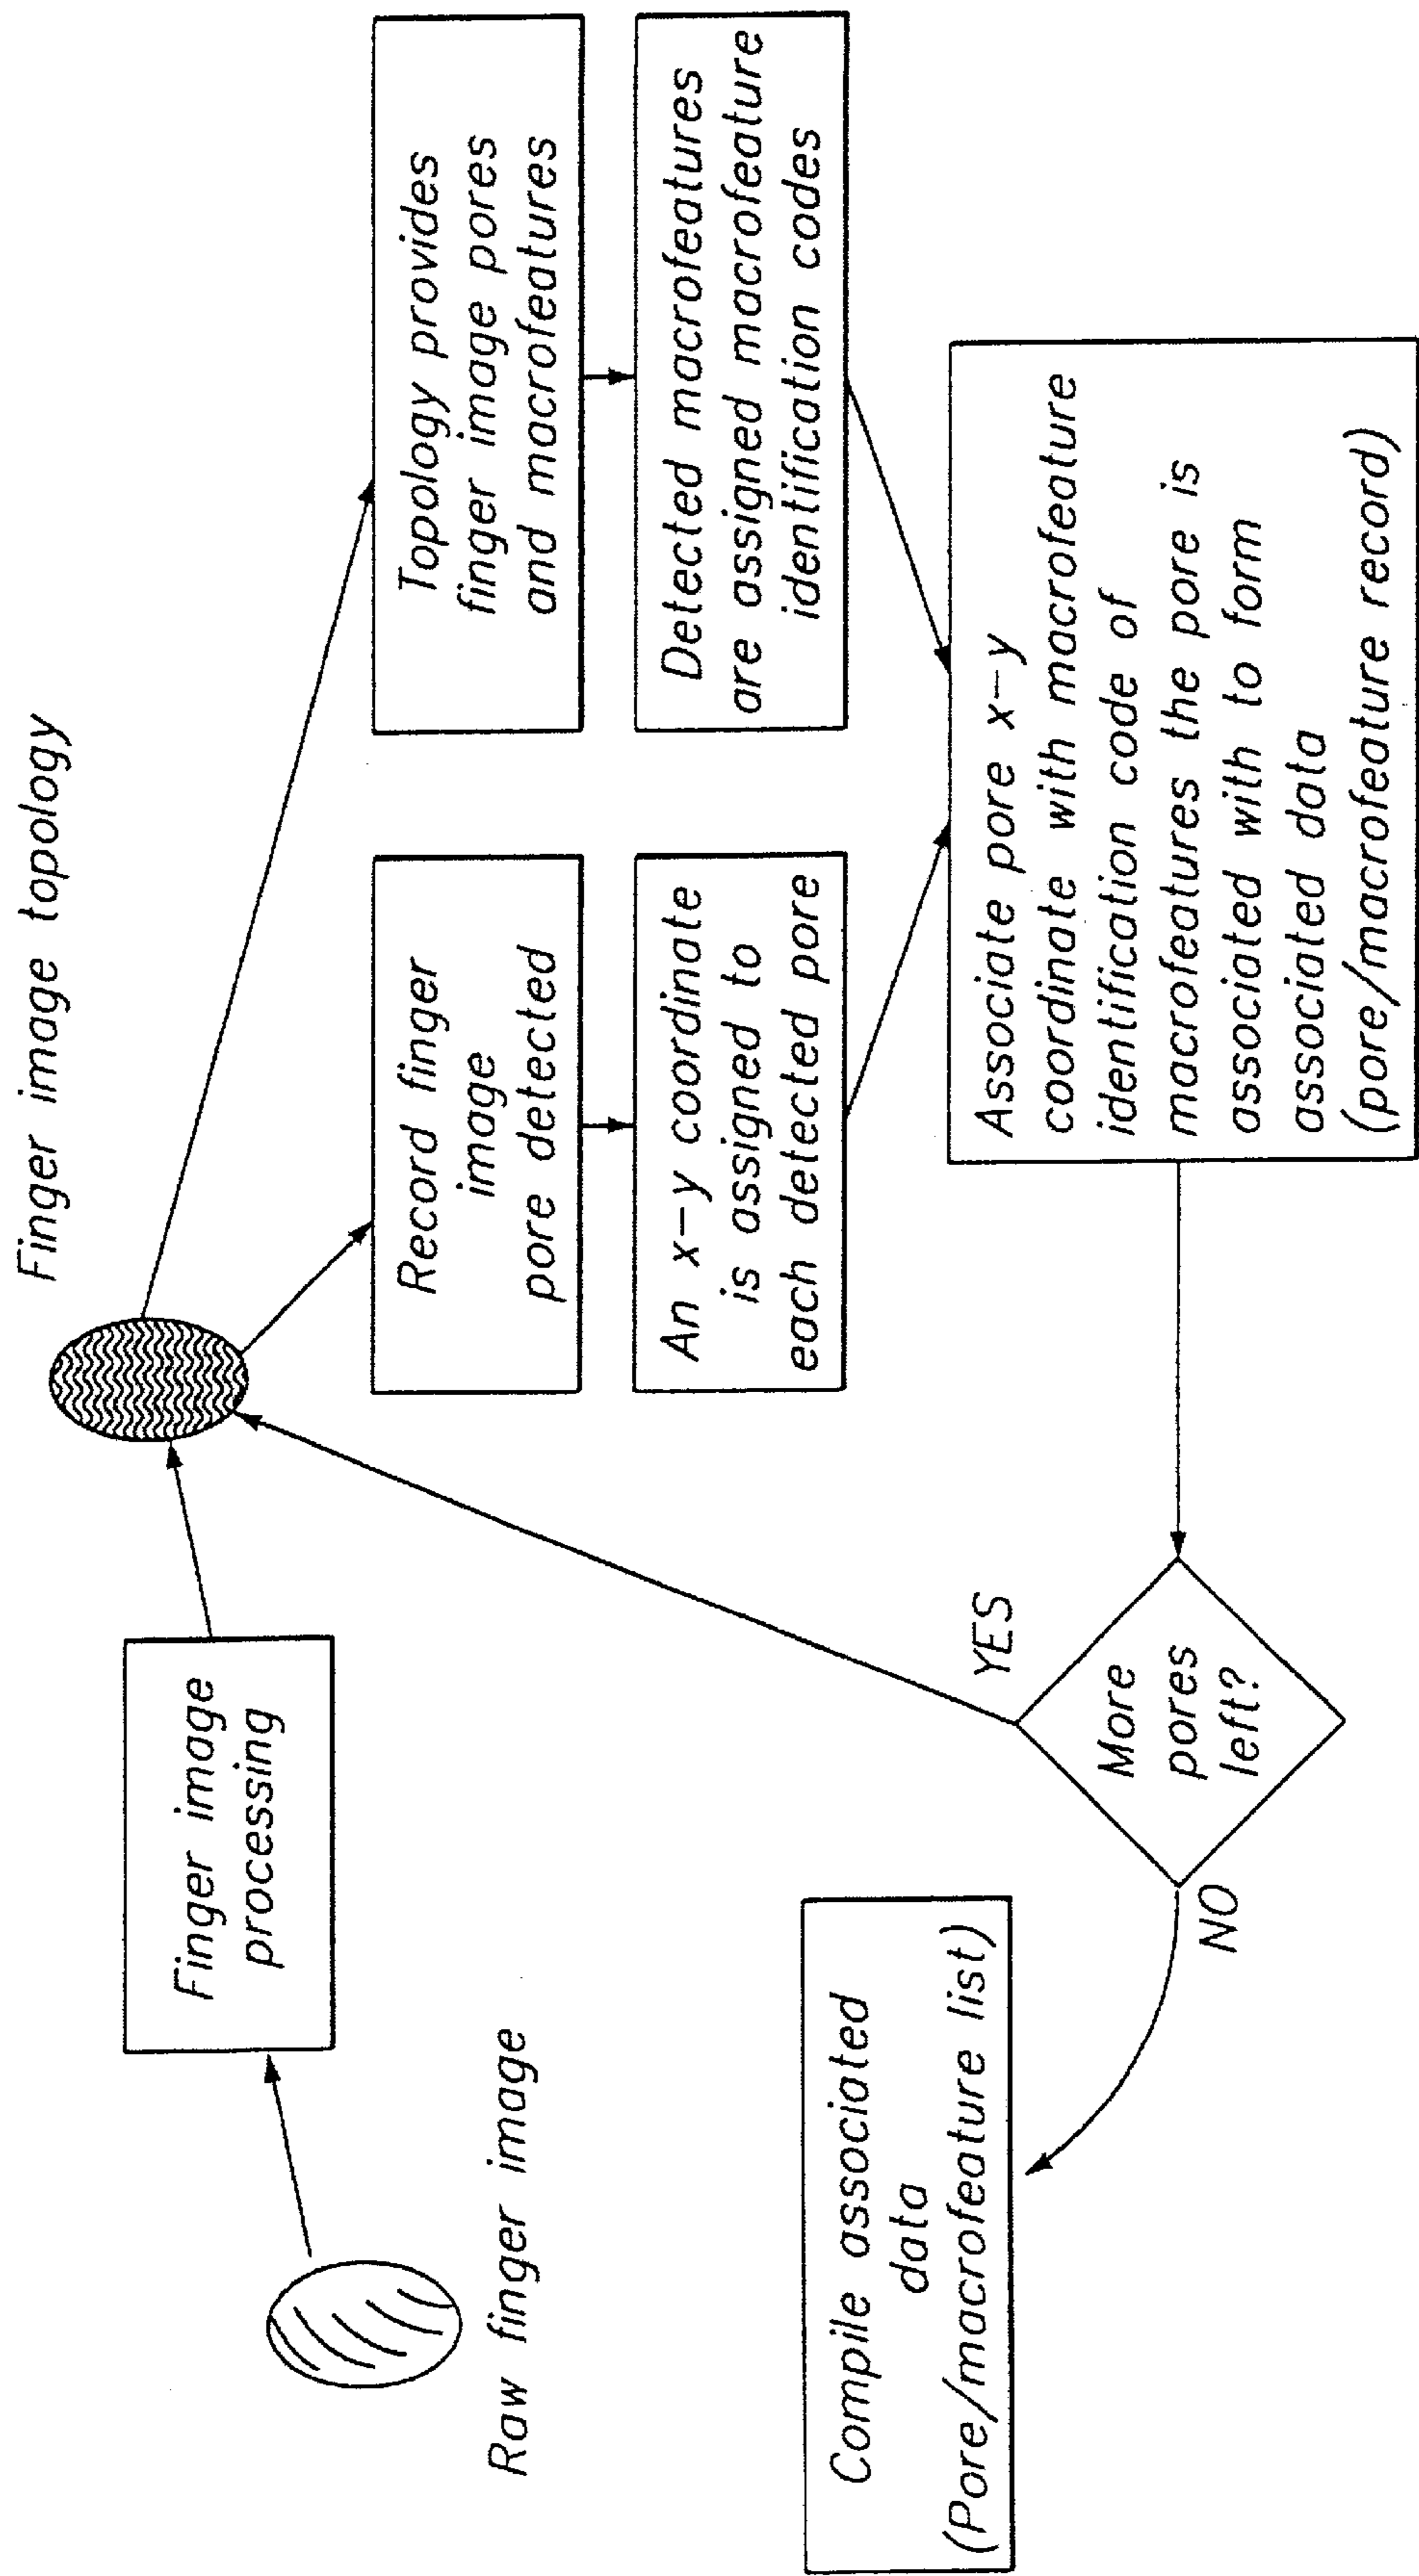 Finger image topology
Finger image
processing
Raw finger image
Record finger
image
pore detected
Topology provides
finger image pores
and macrofeatures
An x–y coordinate
is assigned to
each detected pore
Detected macrofeatures
are assigned macrofeature
identification codes
Associate pore x–y
coordinate with macrofeature
identification code of
macrofeatures the pore is
associated with to form
associated data
(pore/macrofeature record)
More
pores
left?
YES
NO
Compile associated
data
(Pore/macrofeature list)